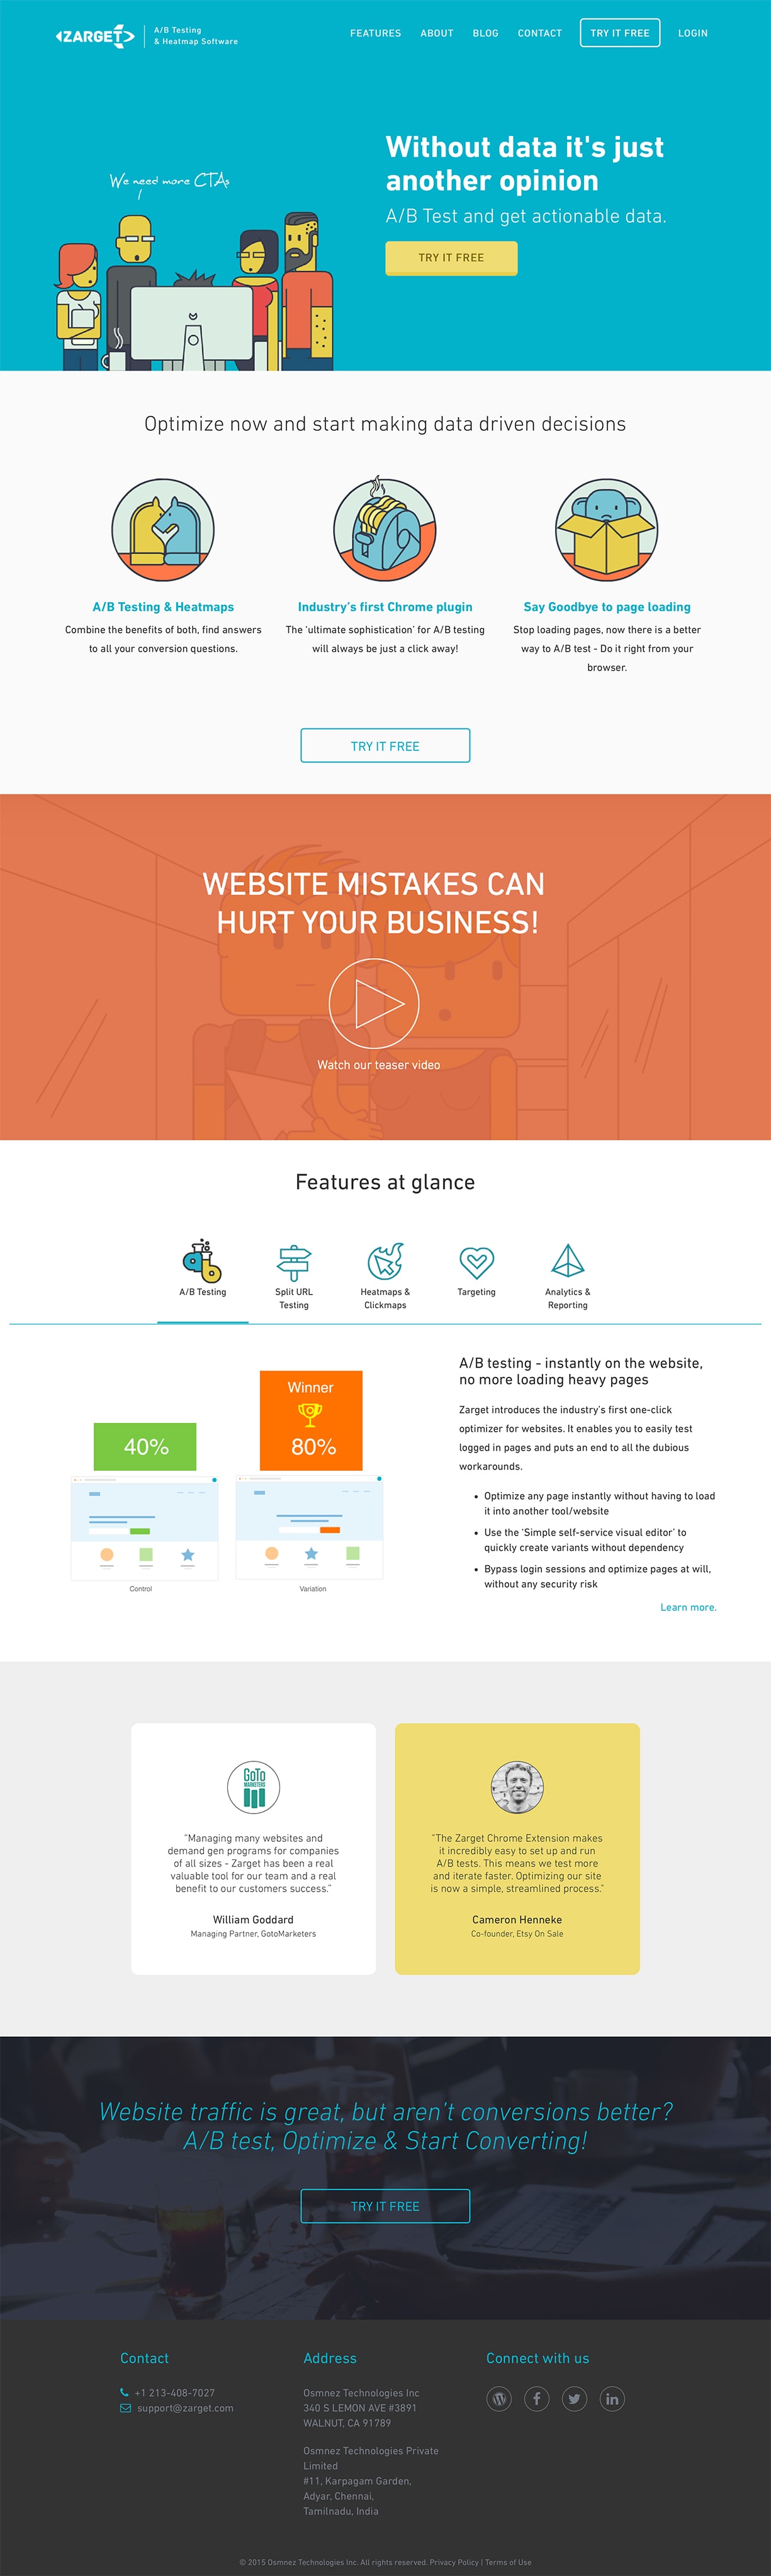 ZARGET
A/B Testing
& Heatmap Software
FEATURES
ABOUT
BLOG
CONTACT
TRY IT FREE
LOGIN
We need more CTAs
Without data it's just
another opinion
A/B Test and get actionable data.
TRY IT FREE
Optimize now and start making data driven decisions
A/B Testing & Heatmaps
Combine the benefits of both, find answers
to all your conversion questions.
Industry's first Chrome plugin
The 'ultimate sophistication' for A/B testing
will always be just a click away!
Say Goodbye to page loading
Stop loading pages, now there is a better
way to A/B test - Do it right from your
browser.
TRY IT FREE
WEBSITE MISTAKES CAN
HURT YOUR BUSINESS!
Watch our teaser video
Features at glance
A/B Testing
Split URL
Testing
Heatmaps &
Clickmaps
Targeting
Analytics &
Reporting
40%
Control
Winner
80%
Variation
A/B testing - instantly on the website,
no more loading heavy pages
Zarget introduces the industry's first one-click
optimizer for websites. It enables you to easily test
logged in pages and puts an end to all the dubious
workarounds.
• Optimize any page instantly without having to load
it into another tool/website
• Use the 'Simple self-service visual editor' to
quickly create variants without dependency
• Bypass login sessions and optimize pages at will,
without any security risk
Learn more.
GoTo
MARKETERS
"Managing many websites and
demand gen programs for companies
of all sizes - Zarget has been a real
valuable tool for our team and a real
benefit to our customers success."
William Goddard
Managing Partner, GotoMarketers
"The Zarget Chrome Extension makes
it incredibly easy to set up and run
A/B tests. This means we test more
and iterate faster. Optimizing our site
is now a simple, streamlined process."
Cameron Henneke
Co-founder, Etsy On Sale
Website traffic is great, but aren't conversions better?
A/B test, Optimize & Start Converting!
TRY IT FREE
Contact
+1 213-408-7027
support@zarget.com
Address
Osmnez Technologies Inc
340 S LEMON AVE #3891
WALNUT, CA 91789
Osmnez Technologies Private
Limited
#11, Karpagam Garden,
Adyar, Chennai,
Tamilnadu, India
Connect with us
© 2015 Osmnez Technologies Inc. All rights reserved. Privacy Policy | Terms of Use